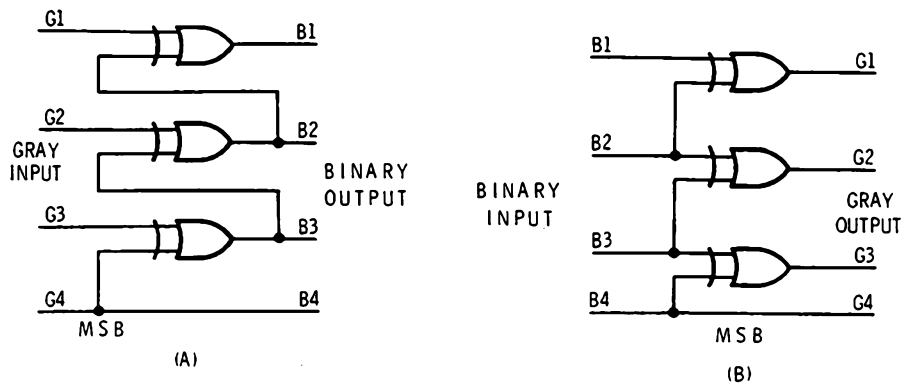 G1
B1
G2
B2
GRAY
INPUT
BINARY
OUTPUT
G3
B3
G4
B4
MSB
(A)
B1
G1
B2
G2
BINARY
INPUT
GRAY
OUTPUT
B3
G3
B4
G4
MSB
(B)